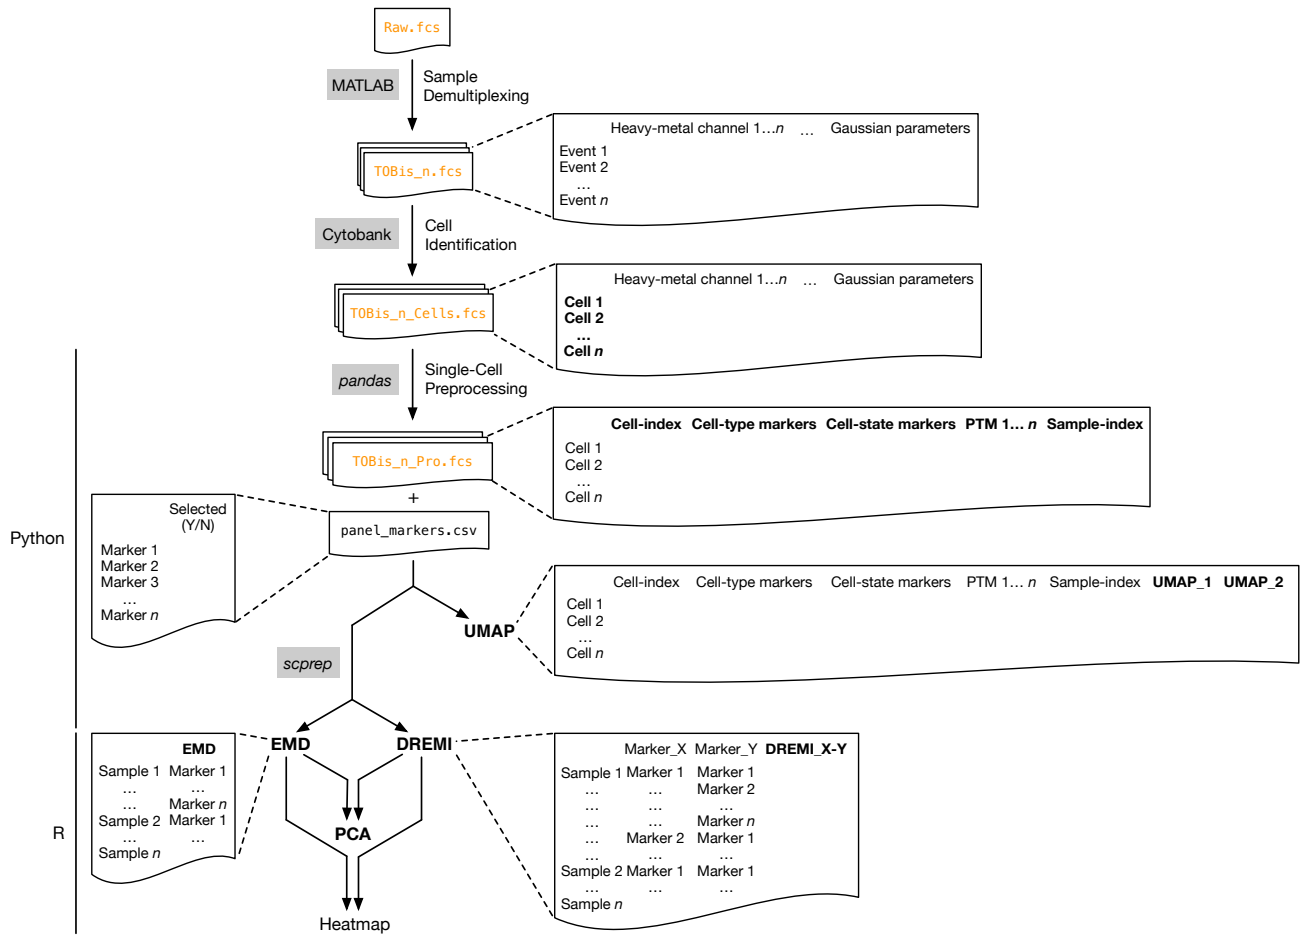 Raw.fcs
MATLAB
Sample
Demultiplexing
Heavy-metal channel 1…n … Gaussian parameters
Event 1
Event 2
…
Event n
TOBis_n.fcs
Cytobank
Cell
Identification
Heavy-metal channel 1…n … Gaussian parameters
Cell 1
Cell 2
…
Cell n
TOBis_n_Cells.fcs
pandas
Single-Cell
Preprocessing
Cell-index Cell-type markers Cell-state markers PTM 1… n Sample-index
Cell 1
Cell 2
…
Cell n
TOBis_n_Pro.fcs
+
panel_markers.csv
Selected
(Y/N)
Marker 1
Marker 2
Marker 3
…
Marker n
Python
Cell-index Cell-type markers Cell-state markers PTM 1… n Sample-index UMAP_1 UMAP_2
Cell 1
Cell 2
…
Cell n
UMAP
scprep
EMD
DREMI
EMD
Sample 1 Marker 1
… …
… Marker n
Sample 2 Marker 1
… …
Sample n
R
PCA
Heatmap
Marker_X Marker_Y DREMI_X-Y
Sample 1 Marker 1 Marker 1
… … Marker 2
… … …
… … Marker n
… Marker 2 Marker 1
… … …
Sample 2 Marker 1 Marker 1
… … …
Sample n